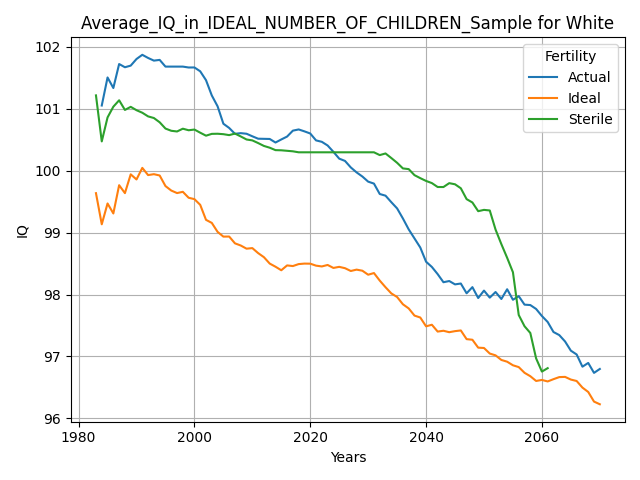 Average_IQ_in_IDEAL_NUMBER_OF_CHILDREN_Sample for White
102
101
100
99
98
97
96
IQ
1980
2000
2020
2040
2060
Years
Fertility
Actual
Ideal
Sterile